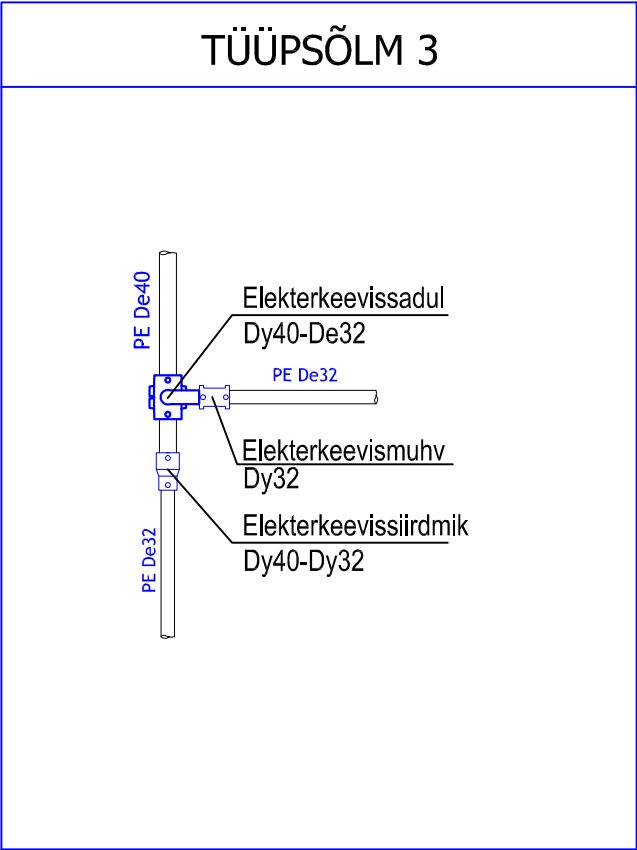 TÜÜPSÕLM 3
PE De40
Elekterkeevissadul
Dy40-De32
PE De32
Elekterkeevismuhv
Dy32
Elekterkeevissiirdmik
Dy40-Dy32
PE De32